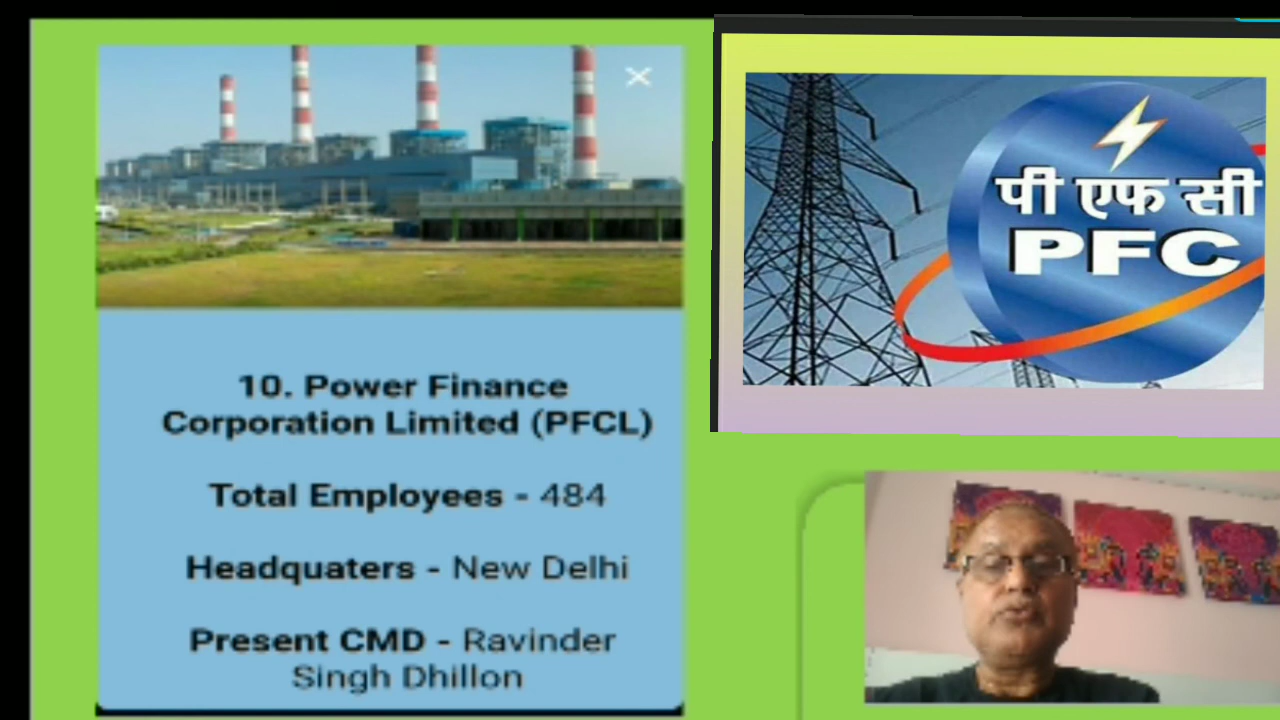 10. Power Finance
Corporation Limited (PFCL)
Total Employees - 484
Headquaters - New Delhi
Present CMD - Ravinder
Singh Dhillon
पी एफ सी
PFC